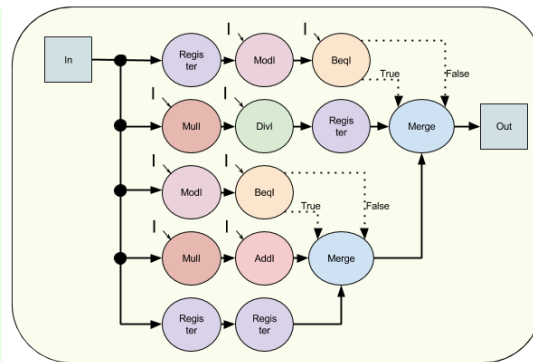 I
I
In
Regis
ter
ModI
BeqI
True
False
I
I
MulI
DivI
Regis
ter
Merge
Out
I
ModI
BeqI
True
False
I
I
MulI
AddI
Merge
Regis
ter
Regis
ter